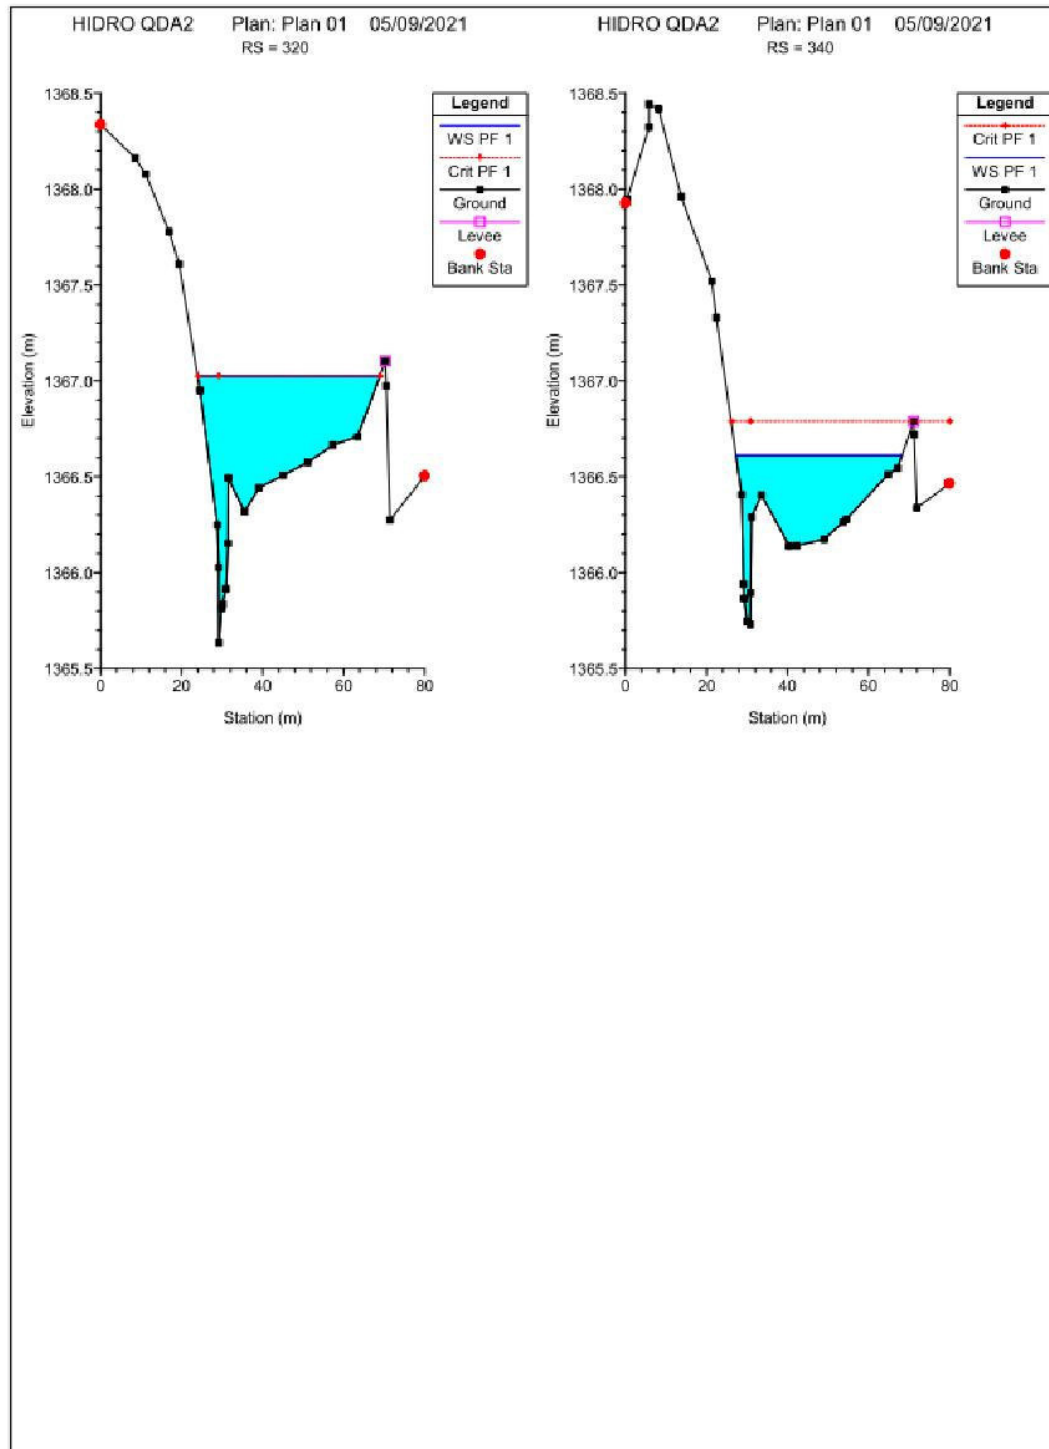 HIDRO QDA2 Plan: Plan 01 05/09/2021
RS = 320
Legend
WS PF 1
Crit PF 1
Ground
Levee
Bank Sta
1368.5
1368.0
1367.5
1367.0
1366.5
1366.0
1365.5
Elevation (m)
0 20 40 60 80
Station (m)
HIDRO QDA2 Plan: Plan 01 05/09/2021
RS = 340
Legend
Crit PF 1
WS PF 1
Ground
Levee
Bank Sta
1368.5
1368.0
1367.5
1367.0
1366.5
1366.0
1365.5
Elevation (m)
0 20 40 60 80
Station (m)